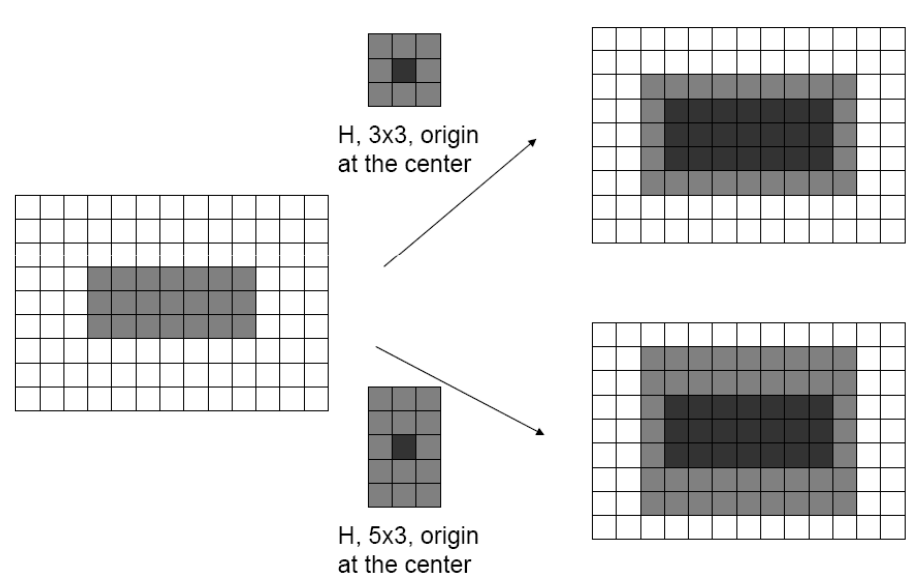 H, 3x3, origin
at the center
H, 5x3, origin
at the center